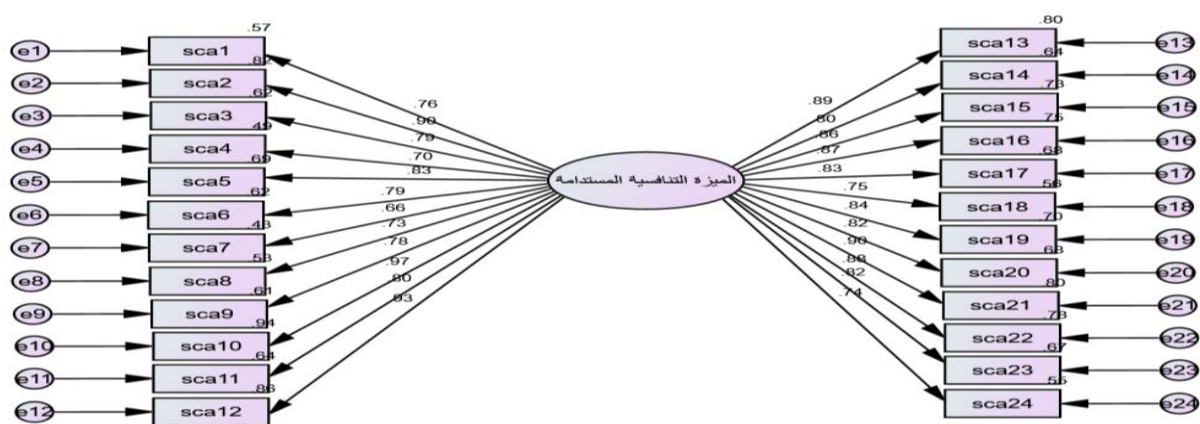 .57
e1 sca1
.82
e2 sca2
.62
e3 sca3
.49
e4 sca4
.69
e5 sca5
.62
e6 sca6
.43
e7 sca7
.53
e8 sca8
.61
e9 sca9
.94
e10 sca10
.64
e11 sca11
.86
e12 sca12
.76
.90
.79
.70
.83
.79
.66
.73
.78
.97
.80
.93
الميزة التنافسية المستدامة
.89
.80
.86
.87
.83
.75
.84
.82
.90
.88
.82
.74
.80
sca13 e13
.64
sca14 e14
.73
sca15 e15
.75
sca16 e16
.68
sca17 e17
.56
sca18 e18
.70
sca19 e19
.68
sca20 e20
.80
sca21 e21
.78
sca22 e22
.67
sca23 e23
.55
sca24 e24